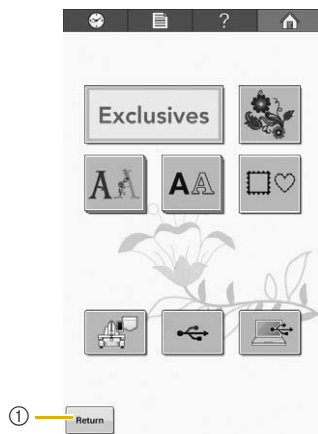 ?
Exclusives
AA AA
① Return